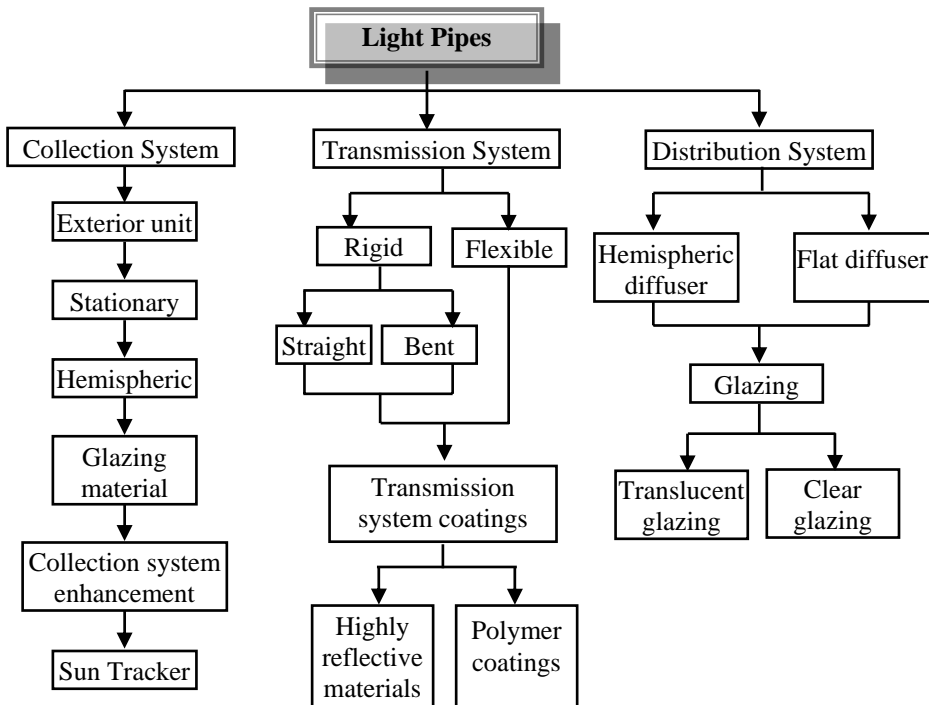 Light Pipes
Collection System
Exterior unit
Stationary
Hemispheric
Glazing
material
Collection system
enhancement
Sun Tracker
Transmission System
Rigid
Flexible
Straight
Bent
Transmission
system coatings
Highly
reflective
materials
Polymer
coatings
Distribution System
Hemispheric
diffuser
Flat diffuser
Glazing
Translucent
glazing
Clear
glazing